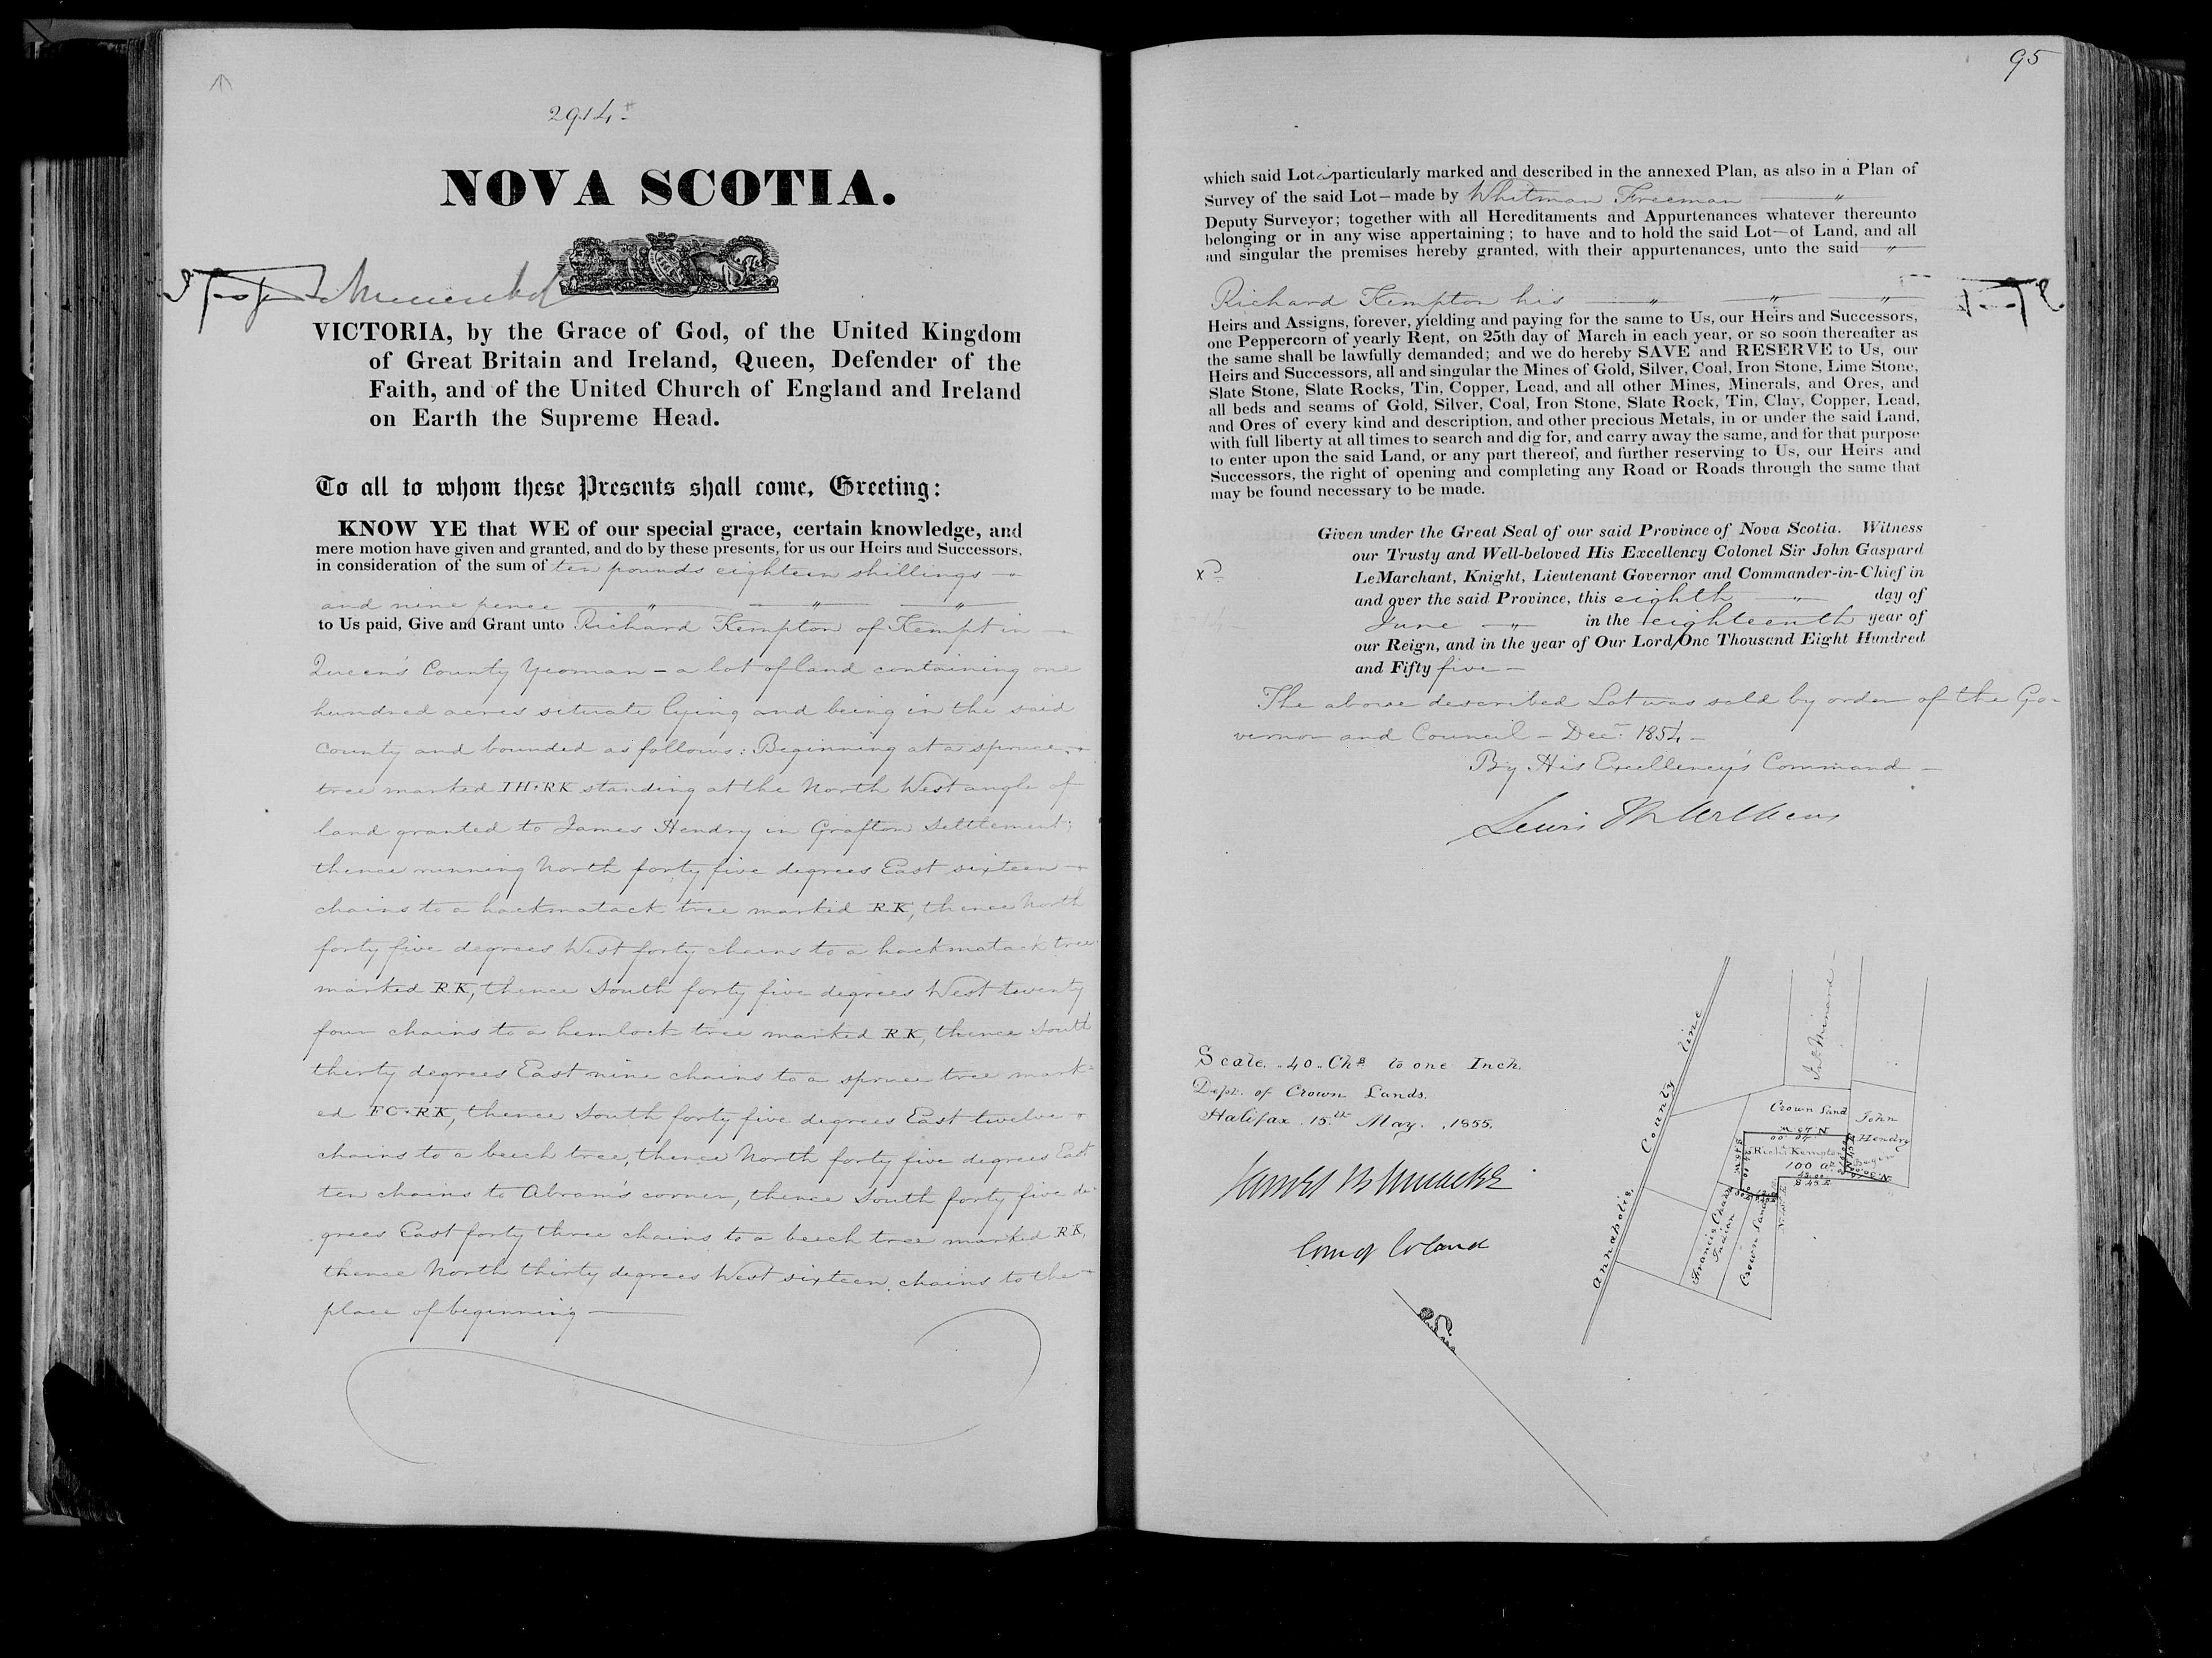 2914
NOVA SCOTIA.
VICTORIA, by the Grace of God, of the United Kingdom
of Great Britain and Ireland, Queen, Defender of the
Faith, and of the United Church of England and Ireland
on Earth the Supreme Head.
To all to whom these Presents shall come, Greeting:
KNOW YE that WE of our special grace, certain knowledge, and
mere motion have given and granted, and do by these presents, for us our Heirs and Successors,
in consideration of the sum of ten pounds eighteen shillings
and nine pence
to Us paid, Give and Grant unto Richard Kempton of Kempt in
Queen's County Yeoman - a lot of land containing one
hundred acres situate lying and being in the said
County and bounded as follows: Beginning at a spruce
tree marked IH.RK standing at the North West angle of
land granted to James Hendry in Grafton Settlement;
thence running North forty five degrees East sixteen
chains to a hackmatack tree marked RK, thence North
forty five degrees West forty chains to a hackmatack tree
marked RK, thence South forty five degrees West twenty
four chains to a hemlock tree marked RK, thence South
thirty degrees East nine chains to a spruce tree mark-
ed FC.RK, thence South forty five degrees East twelve
chains to a beech tree, thence North forty five degrees East
ten chains to Abram's corner, thence South forty five de-
grees East forty three chains to a beech tree marked RK,
thence North thirty degrees West sixteen chains to the
place of beginning
95
which said Lot is particularly marked and described in the annexed Plan, as also in a Plan of
Survey of the said Lot - made by Whitman Freeman "
Deputy Surveyor; together with all Hereditaments and Appurtenances whatever thereunto
belonging or in any wise appertaining; to have and to hold the said Lot - of Land, and all
and singular the premises hereby granted, with their appurtenances, unto the said "
Richard Kempton his " " "
Heirs and Assigns, forever, yielding and paying for the same to Us, our Heirs and Successors,
one Peppercorn of yearly Rent, on 25th day of March in each year, or so soon thereafter as
the same shall be lawfully demanded; and we do hereby SAVE and RESERVE to Us, our
Heirs and Successors, all and singular the Mines of Gold, Silver, Coal, Iron Stone, Lime Stone,
Slate Stone, Slate Rocks, Tin, Copper, Lead, and all other Mines, Minerals, and Ores, and
all beds and seams of Gold, Silver, Coal, Iron Stone, Slate Rock, Tin, Clay, Copper, Lead,
and Ores of every kind and description, and other precious Metals, in or under the said Land,
with full liberty at all times to search and dig for, and carry away the same, and for that purpose
to enter upon the said Land, or any part thereof, and further reserving to Us, our Heirs and
Successors, the right of opening and completing any Road or Roads through the same that
may be found necessary to be made.
Given under the Great Seal of our said Province of Nova Scotia. Witness
our Trusty and Well-beloved His Excellency Colonel Sir John Gaspard
LeMarchant, Knight, Lieutenant Governor and Commander-in-Chief in
and over the said Province, this eighth " day of
June " in the eighteenth year of
our Reign, and in the year of Our Lord, One Thousand Eight Hundred
and Fifty five -
The above described Lot was sold by order of the Go-
vernor and Council - Decr. 1854 -
By His Excellency's Command -
Lewis M Wilkins
Scale. 40. Chs. to one Inch.
Dept. of Crown Lands.
Halifax. 15th May. 1855.
James B Uniacke
Com of Cr Land
Annapolis County Line
Jno Minard
Crown Land
John Hendry
N. 45. W
40 00
Richd Kempton
100 as
43 00
S 45 E
Francis Charles
Indian
Crown Land